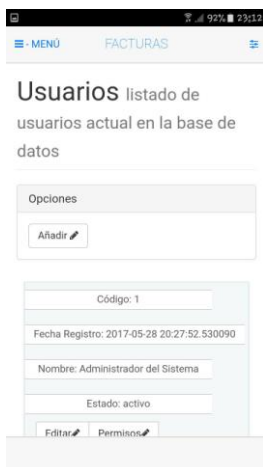 92% 23:12
- MENÚ FACTURAS
Usuarios listado de
usuarios actual en la base de
datos
Opciones
Añadir
Código: 1
Fecha Registro: 2017-05-28 20:27:52.530090
Nombre: Administrador del Sistema
Estado: activo
Editar Permisos